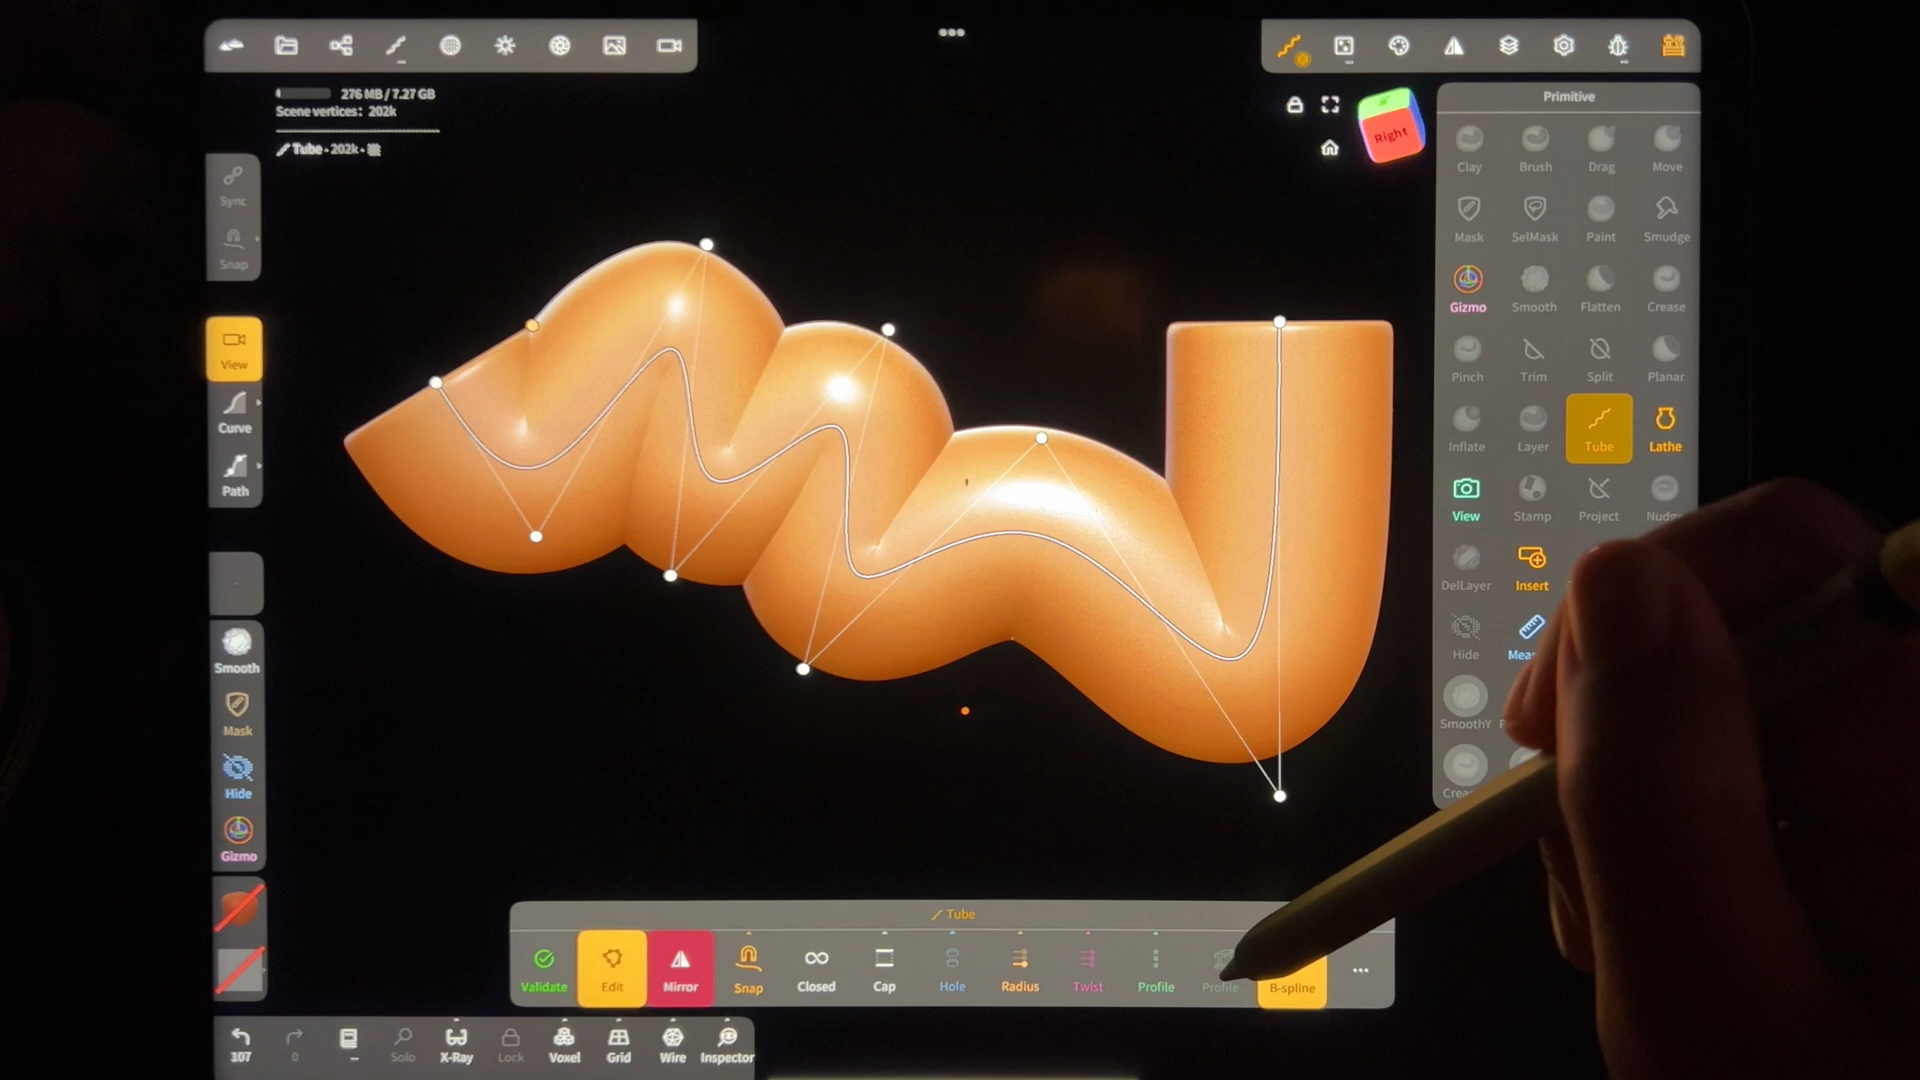 276 MB / 7.27 GB
Scene vertices: 202k
Tube • 202k •
Right
Sync
Snap
View
Curve
Path
Smooth
Mask
Hide
Gizmo
Primitive
Clay
Brush
Drag
Move
Mask
SelMask
Paint
Smudge
Gizmo
Smooth
Flatten
Crease
Pinch
Trim
Split
Planar
Inflate
Layer
Tube
Lathe
View
Stamp
Project
Nudge
DelLayer
Insert
Hide
Meas
SmoothY
Crea
Tube
Validate
Edit
Mirror
Snap
Closed
Cap
Hole
Radius
Twist
Profile
Profile
B-spline
...
107
0
Solo
X-Ray
Lock
Voxel
Grid
Wire
Inspector